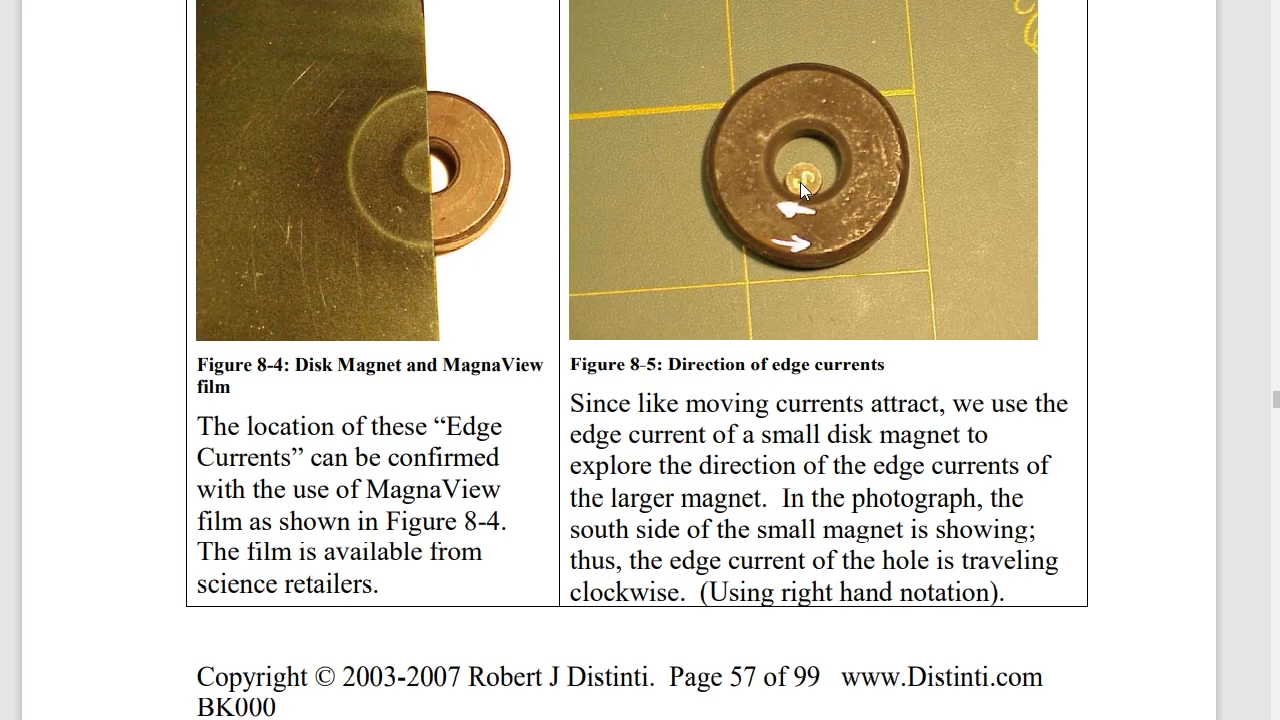 Figure 8-4: Disk Magnet and MagnaView
film
The location of these “Edge
Currents” can be confirmed
with the use of MagnaView
film as shown in Figure 8-4.
The film is available from
science retailers.
Figure 8-5: Direction of edge currents
Since like moving currents attract, we use the
edge current of a small disk magnet to
explore the direction of the edge currents of
the larger magnet.  In the photograph, the
south side of the small magnet is showing;
thus, the edge current of the hole is traveling
clockwise.  (Using right hand notation).
Copyright © 2003-2007 Robert J Distinti.  Page 57 of 99   www.Distinti.com
BK000